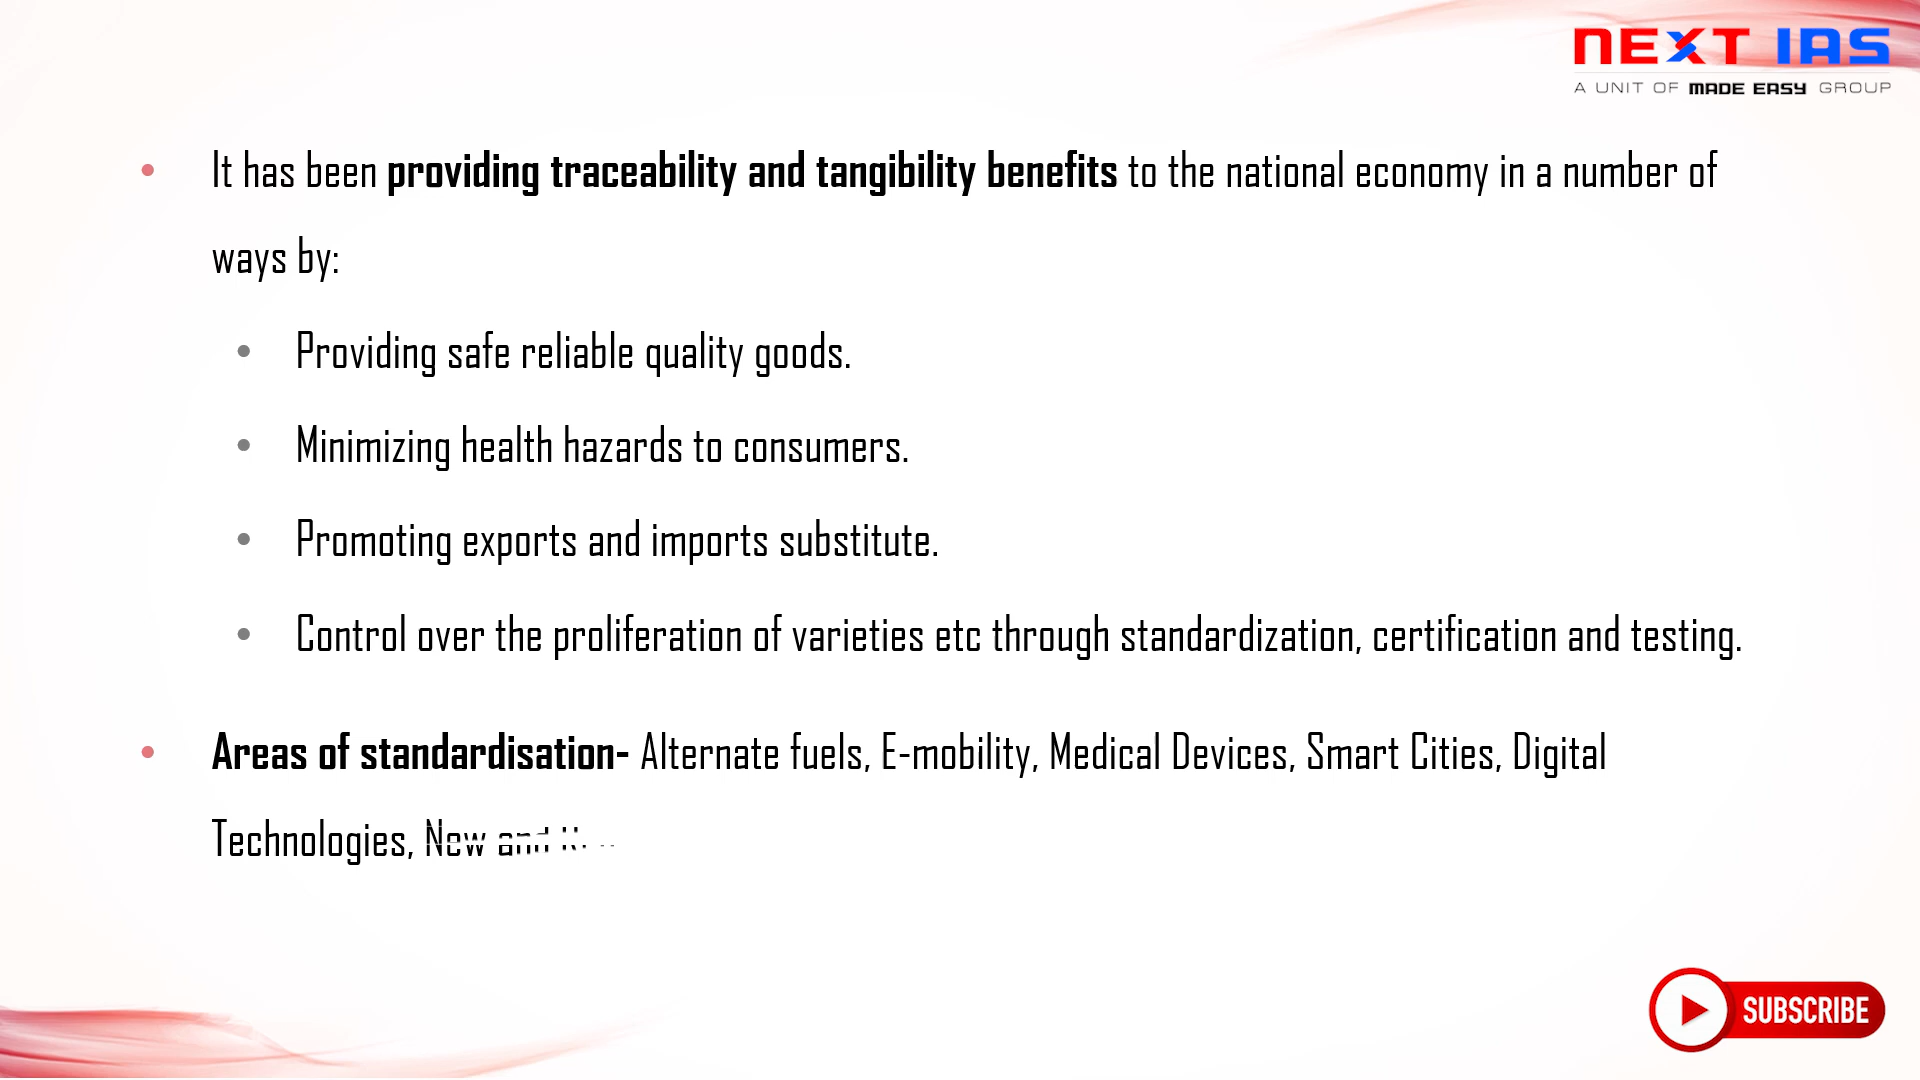 NEXT IAS
A UNIT OF MADE EASY GROUP
• It has been providing traceability and tangibility benefits to the national economy in a number of
ways by:
• Providing safe reliable quality goods.
• Minimizing health hazards to consumers.
• Promoting exports and imports substitute.
• Control over the proliferation of varieties etc through standardization, certification and testing.
• Areas of standardisation- Alternate fuels, E-mobility, Medical Devices, Smart Cities, Digital
Technologies, New and
SUBSCRIBE